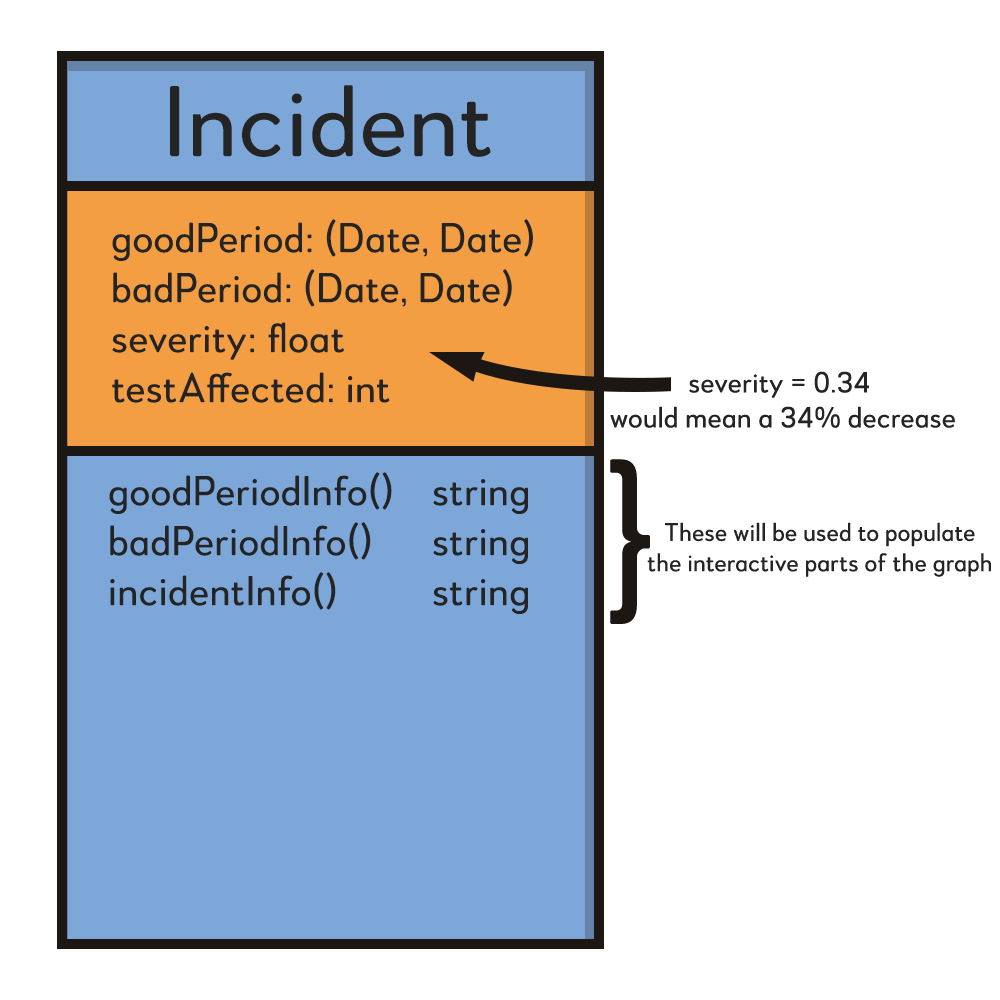 Incident
goodPeriod: (Date, Date)
badPeriod: (Date, Date)
severity: float
testAffected: int
severity = 0.34
would mean a 34% decrease
goodPeriodInfo() string
badPeriodInfo() string
incidentInfo() string
These will be used to populate
the interactive parts of the graph